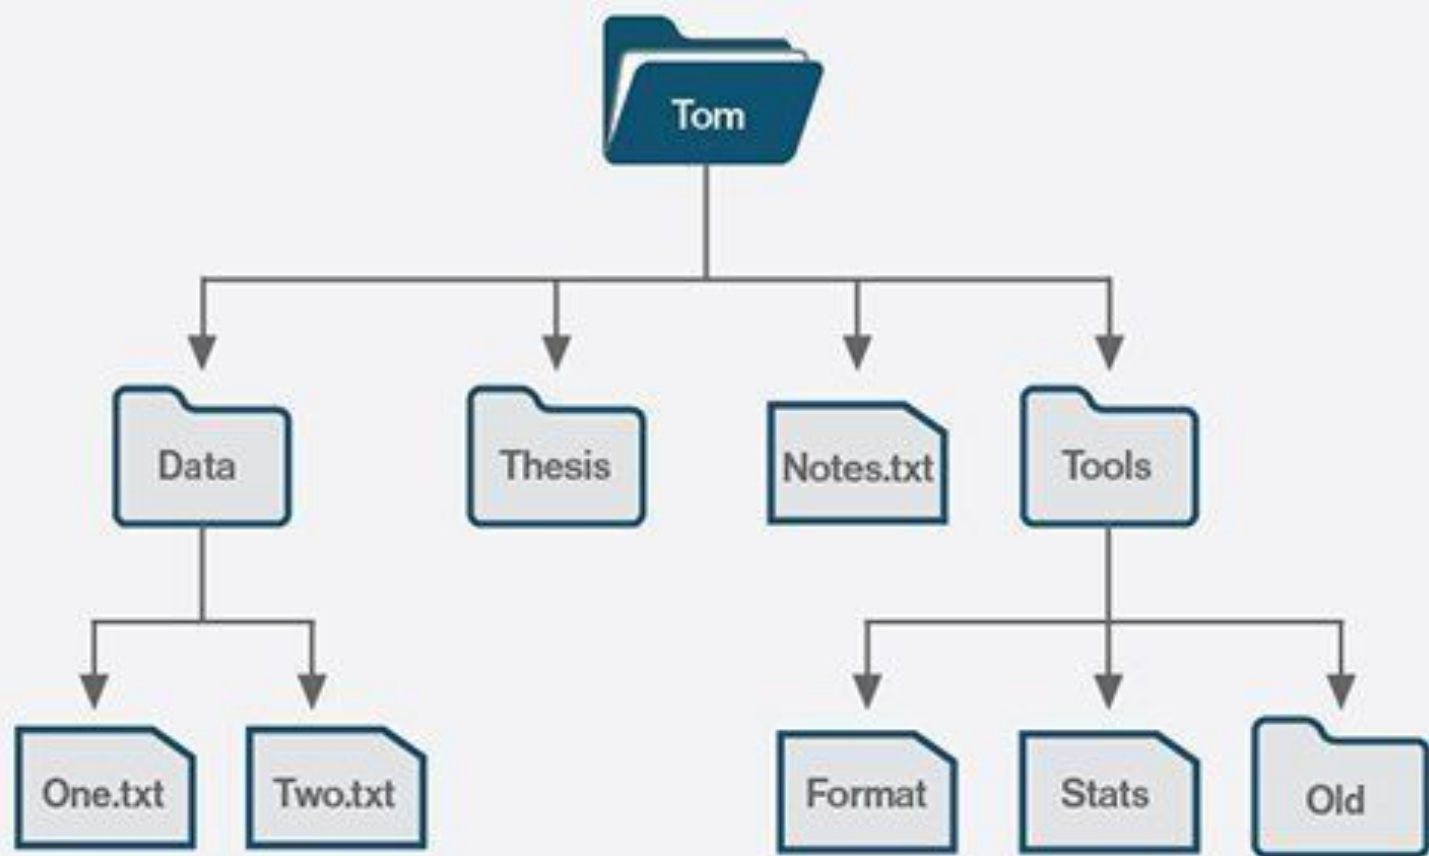 Tom
Data
Thesis
Notes.txt
Tools
One.txt
Two.txt
Format
Stats
Old